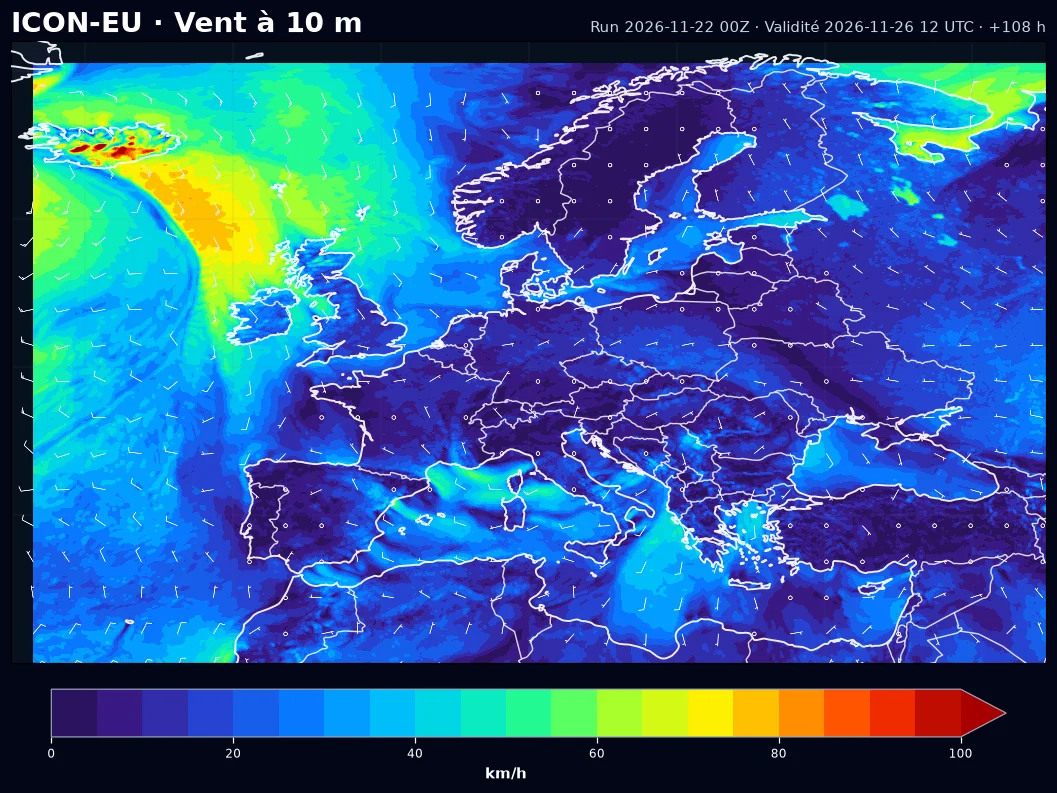 ICON-EU · Vent à 10 m
Run 2026-11-22 00Z · Validité 2026-11-26 12 UTC · +108 h
0 20 40 60 80 100
km/h